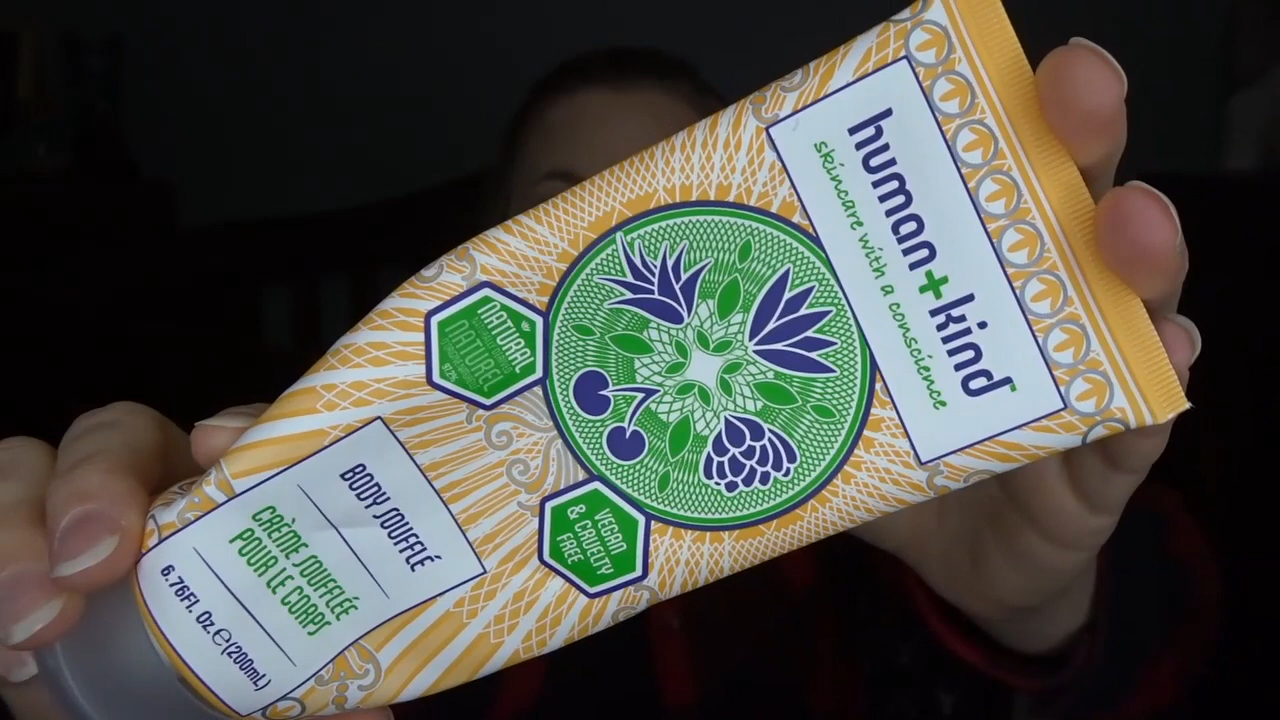 human+kind™
skincare with a conscience
NATURAL
NATUREL
VEGAN
& CRUELTY
FREE
BODY SOUFFLÉ
CRÈME SOUFFLÉE
POUR LE CORPS
6.76Fl. Oz.℮(200mL)